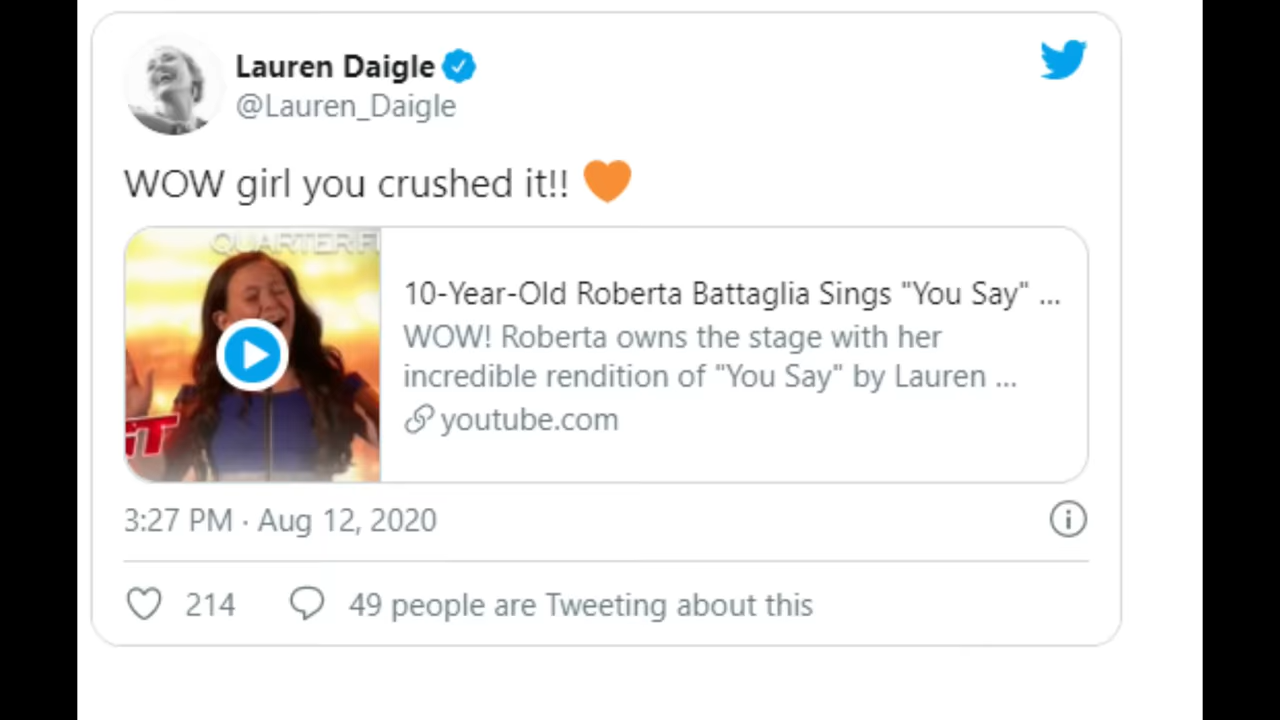 Lauren Daigle
@Lauren_Daigle
WOW girl you crushed it!! 🧡
QUARTERFI
10-Year-Old Roberta Battaglia Sings "You Say" ...
WOW! Roberta owns the stage with her
incredible rendition of "You Say" by Lauren ...
youtube.com
GT
3:27 PM · Aug 12, 2020
214
49 people are Tweeting about this